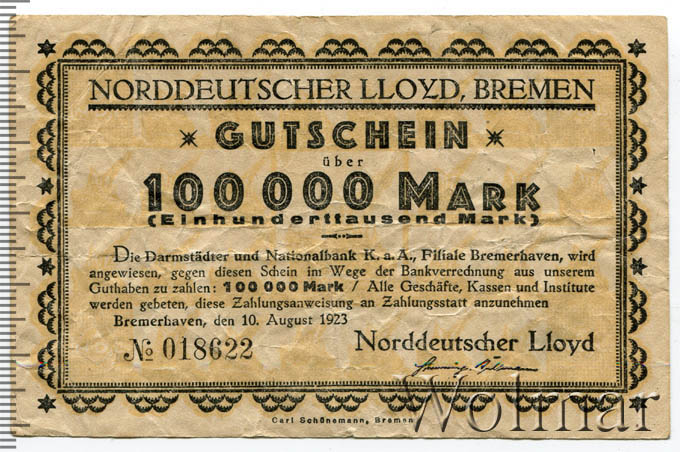 NORDDEUTSCHER LLOYD, BREMEN
GUTSCHEIN
über
100 000 MARK
(Einhunderttausend Mark)
Die Darmstädter und Nationalbank K. a. A., Filiale Bremerhaven, wird
angewiesen, gegen diesen Schein im Wege der Bankverrechnung aus unserem
Guthaben zu zahlen: 100 000 Mark / Alle Geschäfte, Kassen und Institute
werden gebeten, diese Zahlungsanweisung an Zahlungsstatt anzunehmen
Bremerhaven, den 10. August 1923
№ 018622
Norddeutscher Lloyd
Carl Schünemann, Bremen
Wolmar